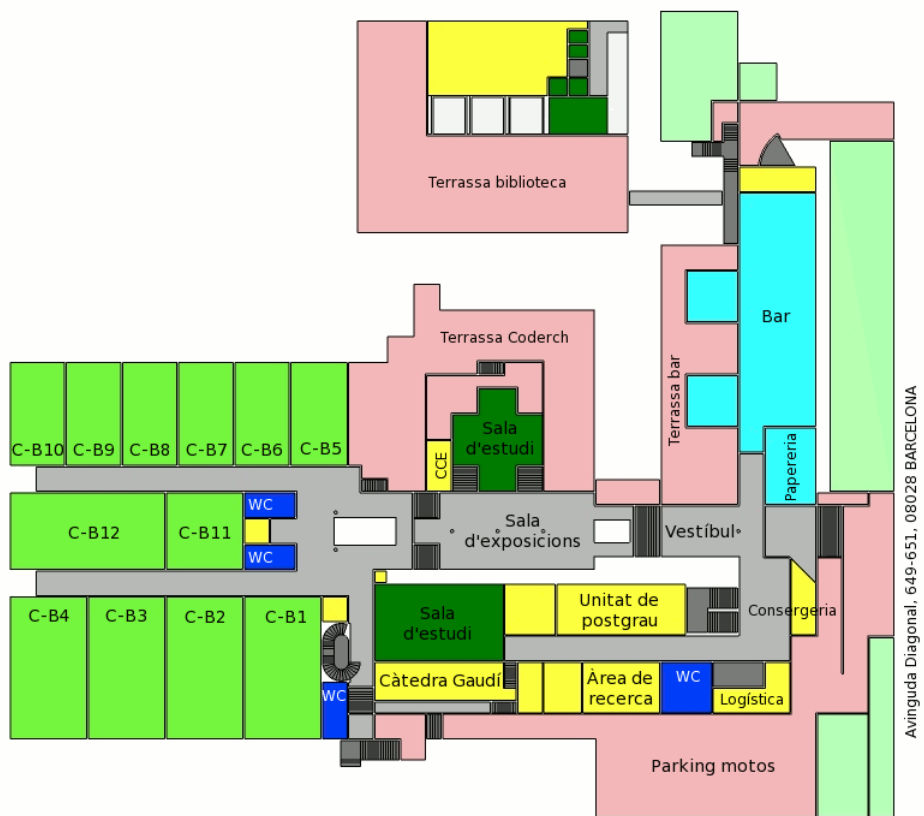 Terrassa biblioteca
Bar
Terrassa Coderch
Terrassa bar
Sala
d'estudi
CCE
Papereria
C-B10
C-B9
C-B8
C-B7
C-B6
C-B5
WC
C-B12
C-B11
WC
Sala
d'exposicions
Vestíbul
Avinguda Diagonal, 649-651, 08028 BARCELONA
C-B4
C-B3
C-B2
C-B1
Sala
d'estudi
Unitat de
postgrau
Consergeria
WC
Càtedra Gaudí
Àrea de
recerca
WC
Logística
Parking motos